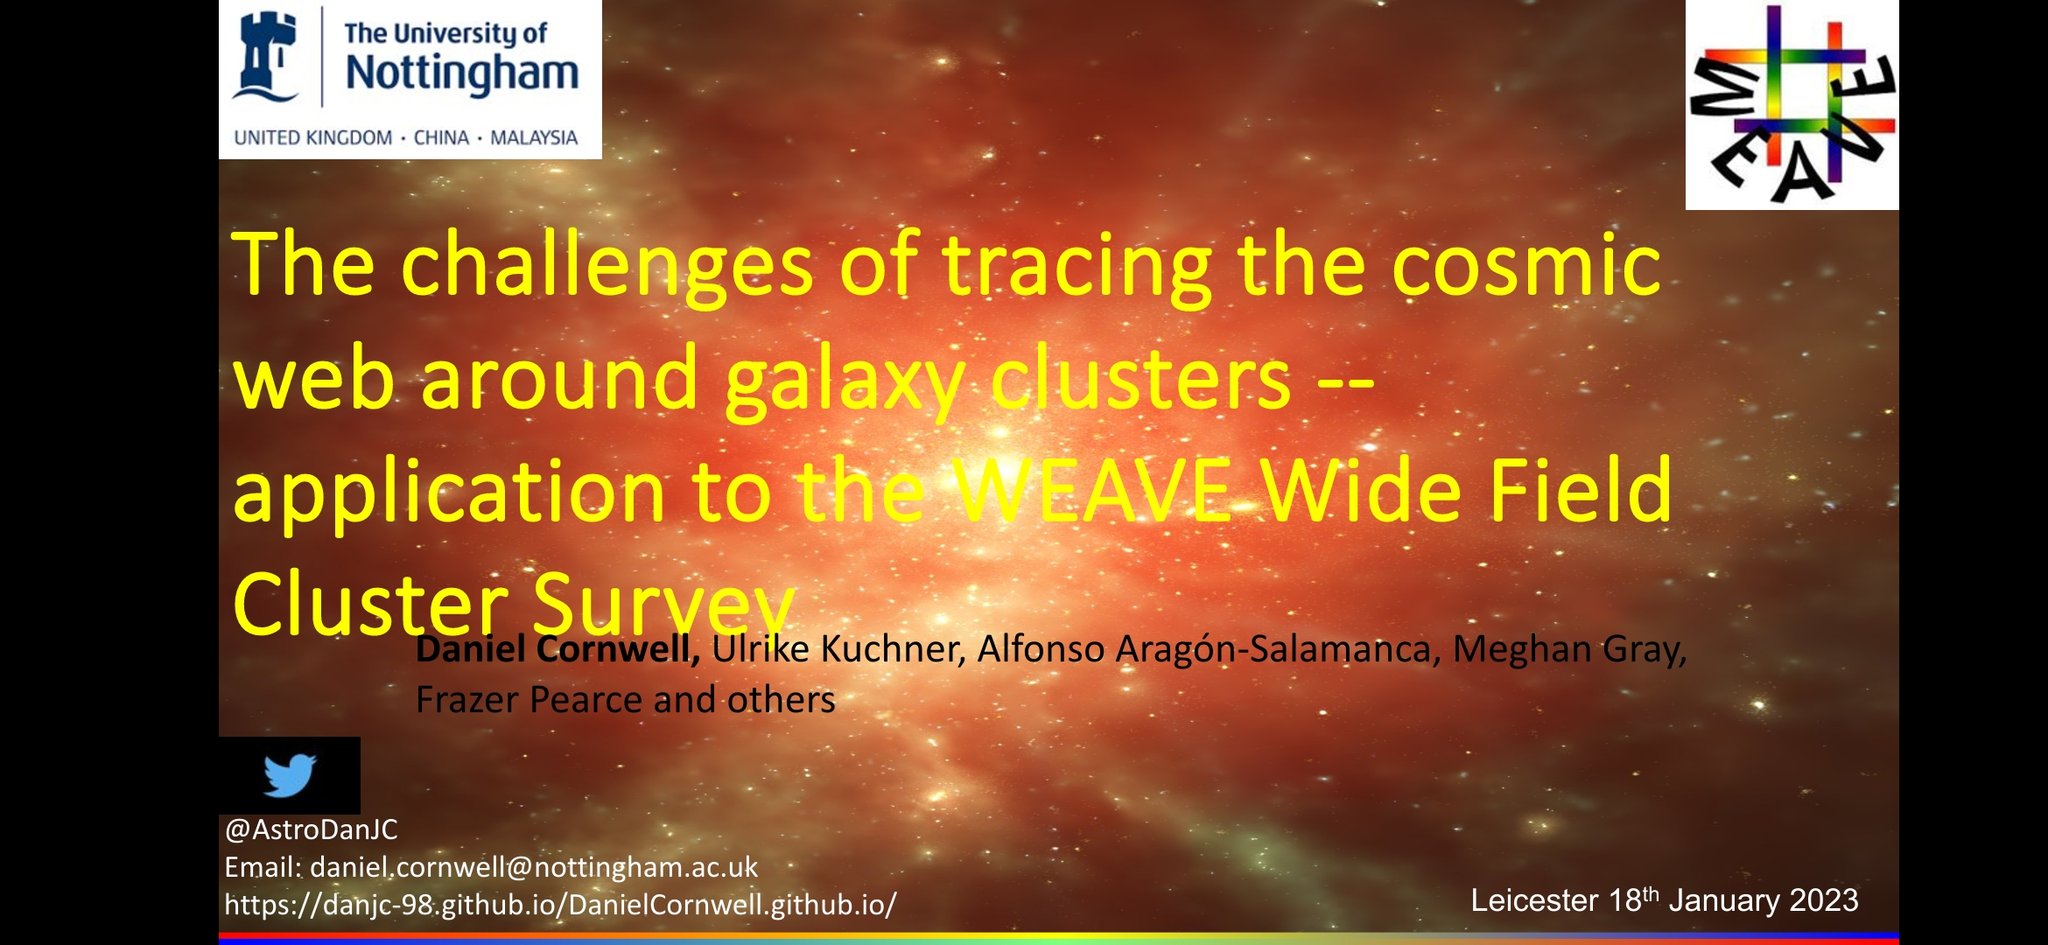 The University of
Nottingham
UNITED KINGDOM · CHINA · MALAYSIA
WEAVE
The challenges of tracing the cosmic
web around galaxy clusters --
application to the WEAVE Wide Field
Cluster Survey
Daniel Cornwell, Ulrike Kuchner, Alfonso Aragón-Salamanca, Meghan Gray,
Frazer Pearce and others
@AstroDanJC
Email: daniel.cornwell@nottingham.ac.uk
https://danjc-98.github.io/DanielCornwell.github.io/
Leicester 18th January 2023